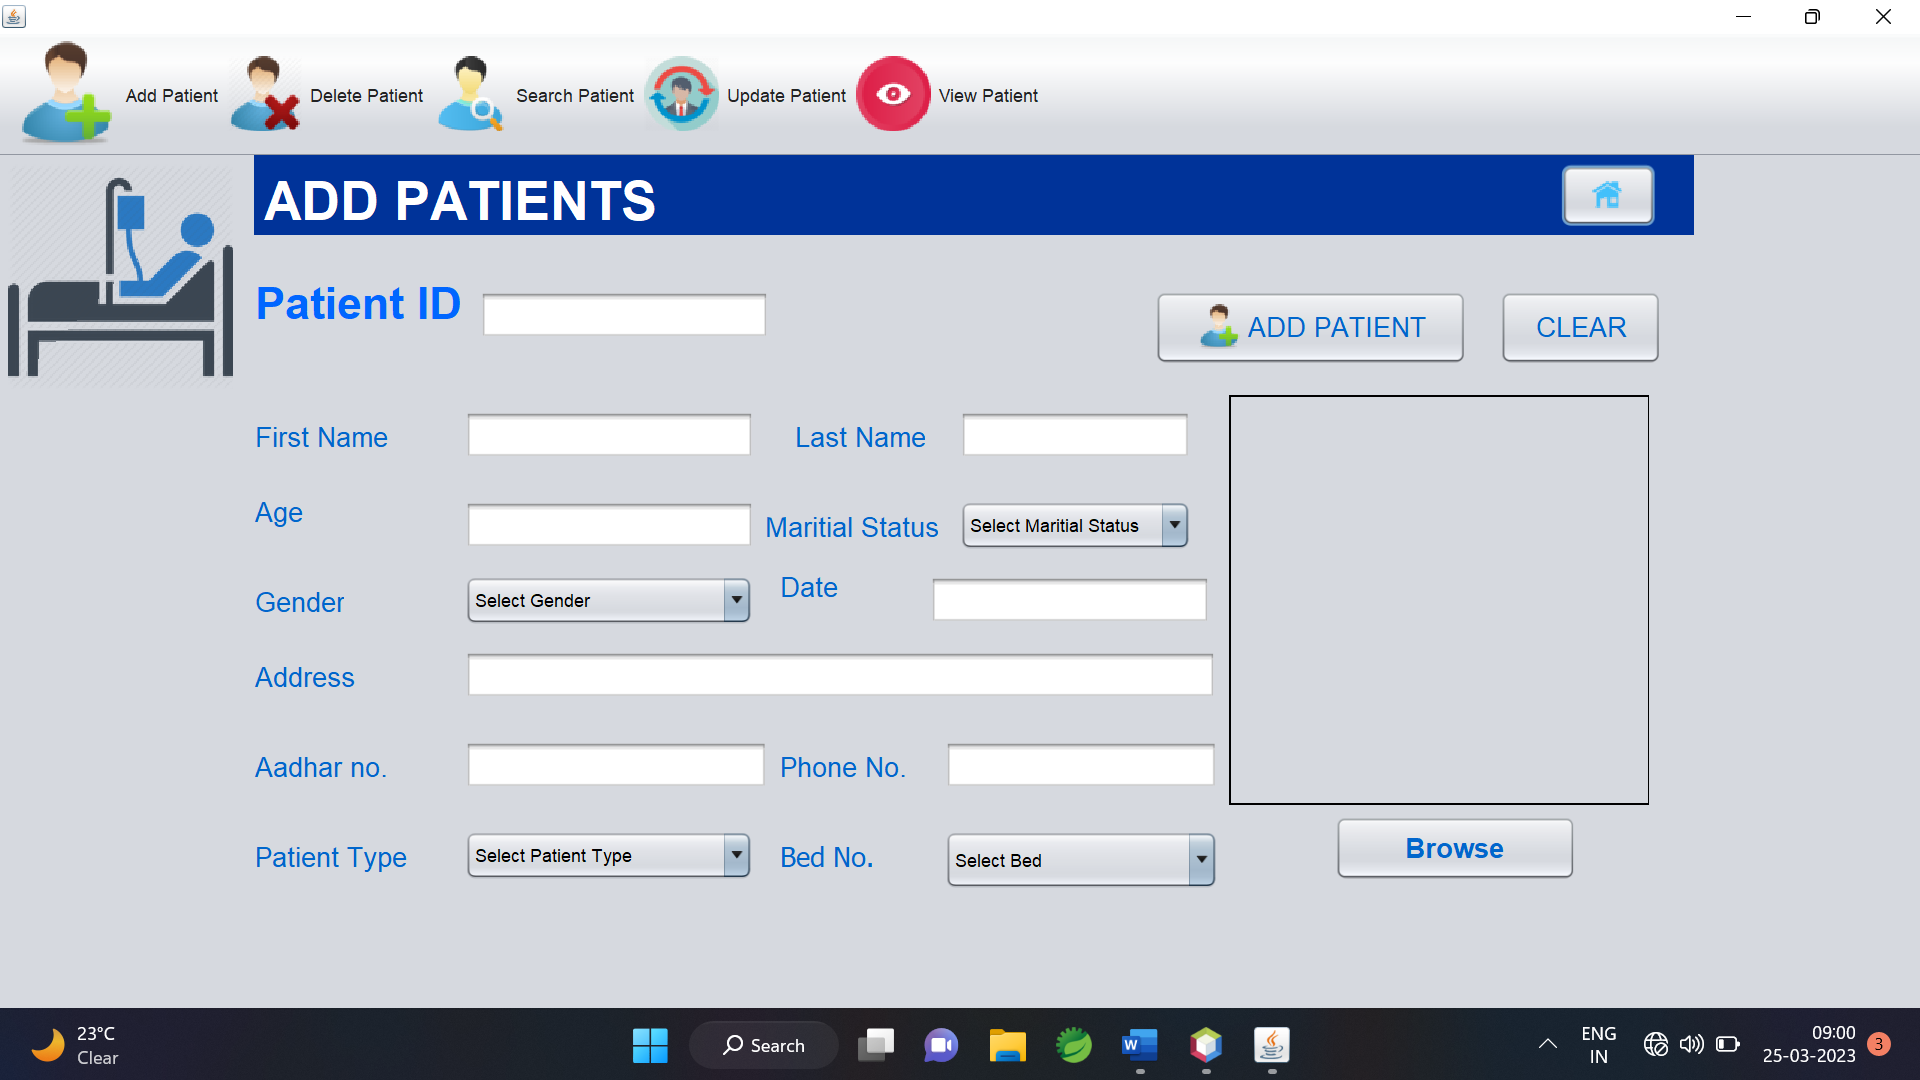 Add Patient Delete Patient Search Patient Update Patient View Patient
ADD PATIENTS
Patient ID
ADD PATIENT CLEAR
First Name Last Name
Age Maritial Status Select Maritial Status
Gender Select Gender Date
Address
Aadhar no. Phone No.
Patient Type Select Patient Type Bed No. Select Bed
Browse
23°C
Clear
Search
W
ENG
IN
09:00
25-03-2023
3